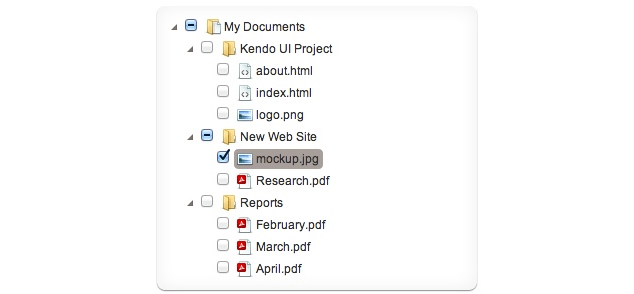 My Documents
Kendo UI Project
about.html
index.html
logo.png
New Web Site
mockup.jpg
Research.pdf
Reports
February.pdf
March.pdf
April.pdf